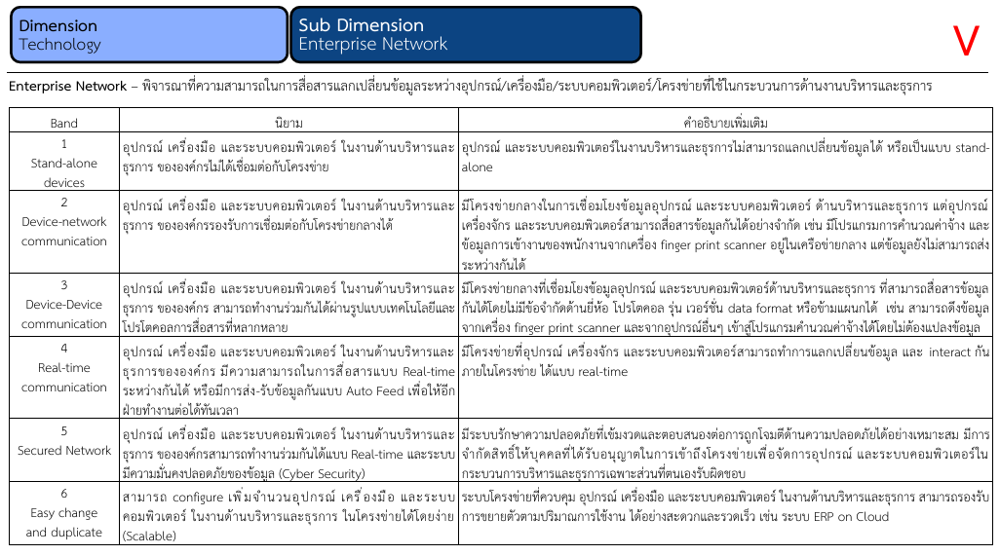 Dimension
Technology
Sub Dimension
Enterprise Network
V
Enterprise Network – พิจารณาที่ความสามารถในการสื่อสารแลกเปลี่ยนข้อมูลระหว่างอุปกรณ์/เครื่องมือ/ระบบคอมพิวเตอร์/โครงข่ายที่ใช้ในกระบวนการด้านงานบริหารและธุรการ
Band
นิยาม
คำอธิบายเพิ่มเติม
1
Stand-alone
devices
อุปกรณ์ เครื่องมือ และระบบคอมพิวเตอร์ ในงานด้านบริหารและ
ธุรการ ขององค์กรไม่ได้เชื่อมต่อกับโครงข่าย
อุปกรณ์ และระบบคอมพิวเตอร์ในงานบริหารและธุรการไม่สามารถแลกเปลี่ยนข้อมูลได้ หรือเป็นแบบ stand-
alone
2
Device-network
communication
อุปกรณ์ เครื่องมือ และระบบคอมพิวเตอร์ ในงานด้านบริหารและ
ธุรการ ขององค์กรรองรับการเชื่อมต่อกับโครงข่ายกลางได้
มีโครงข่ายกลางในการเชื่อมโยงข้อมูลอุปกรณ์ และระบบคอมพิวเตอร์ ด้านบริหารและธุรการ แต่อุปกรณ์
เครื่องจักร และระบบคอมพิวเตอร์สามารถสื่อสารข้อมูลกันได้อย่างจำกัด เช่น มีโปรแกรมการคำนวณค่าจ้าง และ
ข้อมูลการเข้างานของพนักงานจากเครื่อง finger print scanner อยู่ในเครือข่ายกลาง แต่ข้อมูลยังไม่สามารถส่ง
ระหว่างกันได้
3
Device-Device
communication
อุปกรณ์ เครื่องมือ และระบบคอมพิวเตอร์ ในงานด้านบริหารและ
ธุรการ ขององค์กร สามารถทำงานร่วมกันได้ผ่านรูปแบบเทคโนโลยีและ
โปรโตคอลการสื่อสารที่หลากหลาย
มีโครงข่ายกลางที่เชื่อมโยงข้อมูลอุปกรณ์ และระบบคอมพิวเตอร์ด้านบริหารและธุรการ ที่สามารถสื่อสารข้อมูล
กันได้โดยไม่มีข้อจำกัดด้านยี่ห้อ โปรโตคอล รุ่น เวอร์ชั่น data format หรือข้ามแผนกได้ เช่น สามารถดึงข้อมูล
จากเครื่อง finger print scanner และจากอุปกรณ์อื่นๆ เข้าสู่โปรแกรมคำนวณค่าจ้างได้โดยไม่ต้องแปลงข้อมูล
4
Real-time
communication
อุปกรณ์ เครื่องมือ และระบบคอมพิวเตอร์ ในงานด้านบริหารและ
ธุรการขององค์กร มีความสามารถในการสื่อสารแบบ Real-time
ระหว่างกันได้ หรือมีการส่ง-รับข้อมูลกันแบบ Auto Feed เพื่อให้อีก
ฝ่ายทำงานต่อได้ทันเวลา
มีโครงข่ายที่อุปกรณ์ เครื่องจักร และระบบคอมพิวเตอร์สามารถทำการแลกเปลี่ยนข้อมูล และ interact กัน
ภายในโครงข่าย ได้แบบ real-time
5
Secured Network
อุปกรณ์ เครื่องมือ และระบบคอมพิวเตอร์ ในงานด้านบริหารและ
ธุรการ ขององค์กรสามารถทำงานร่วมกันได้แบบ Real-time และระบบ
มีความมั่นคงปลอดภัยของข้อมูล (Cyber Security)
มีระบบรักษาความปลอดภัยที่เข้มงวดและตอบสนองต่อการถูกโจมตีด้านความปลอดภัยได้อย่างเหมาะสม มีการ
จำกัดสิทธิ์ให้บุคคลที่ได้รับอนุญาตในการเข้าถึงโครงข่ายเพื่อจัดการอุปกรณ์ และระบบคอมพิวเตอร์ใน
กระบวนการบริหารและธุรการเฉพาะส่วนที่ตนเองรับผิดชอบ
6
Easy change
and duplicate
สามารถ configure เพิ่มจำนวนอุปกรณ์ เครื่องมือ และระบบ
คอมพิวเตอร์ ในงานด้านบริหารและธุรการ ในโครงข่ายได้โดยง่าย
(Scalable)
ระบบโครงข่ายที่ควบคุม อุปกรณ์ เครื่องมือ และระบบคอมพิวเตอร์ ในงานด้านบริหารและธุรการ สามารถรองรับ
การขยายตัวตามปริมาณการใช้งาน ได้อย่างสะดวกและรวดเร็ว เช่น ระบบ ERP on Cloud